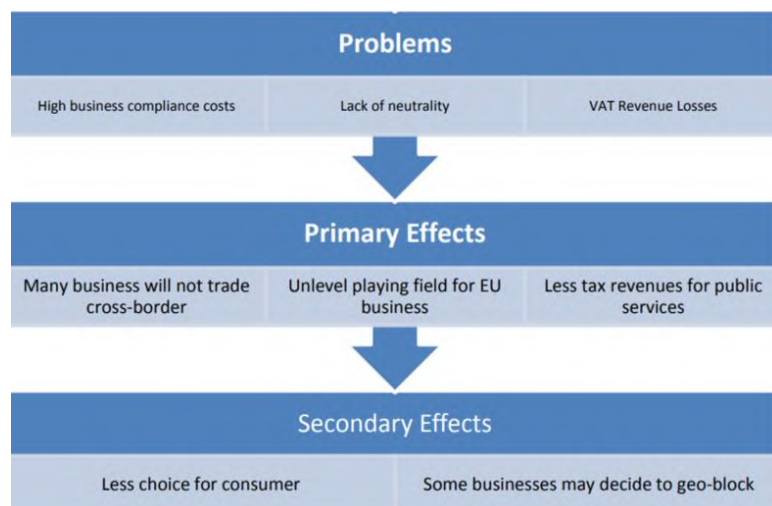 Problems
High business compliance costs
Lack of neutrality
VAT Revenue Losses
Primary Effects
Many business will not trade
cross-border
Unlevel playing field for EU
business
Less tax revenues for public
services
Secondary Effects
Less choice for consumer
Some businesses may decide to geo-block